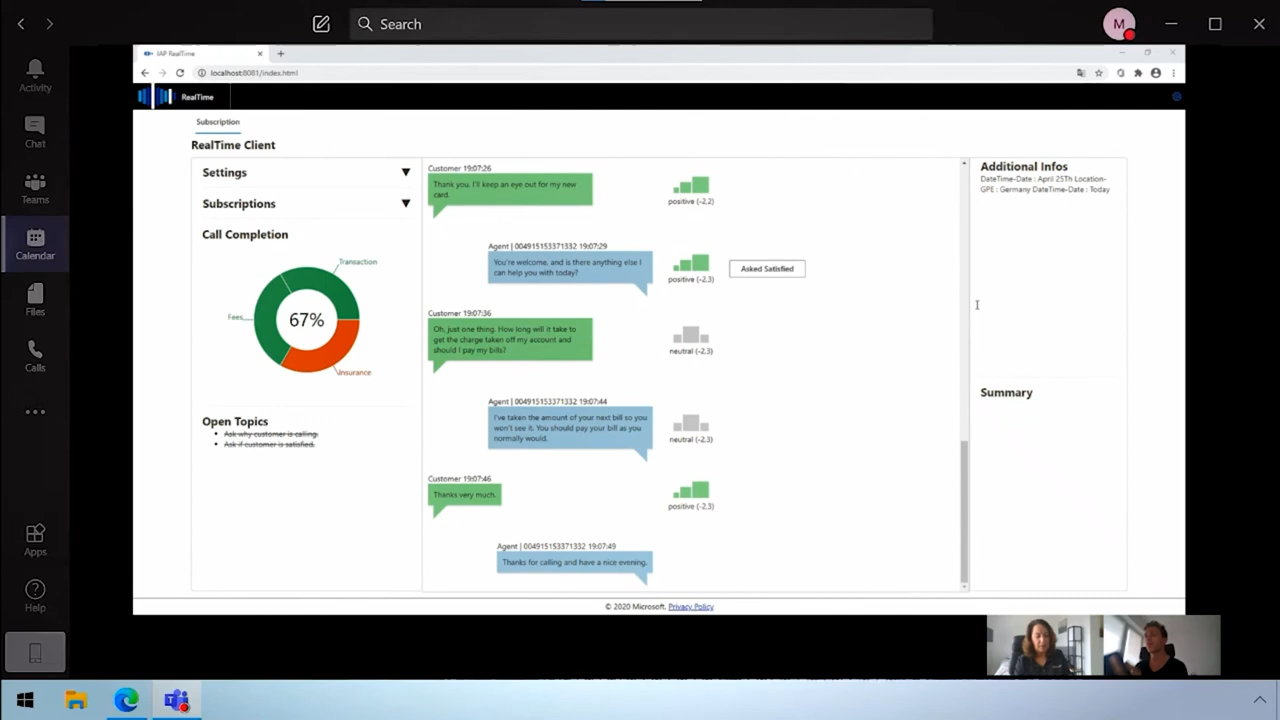 Search
M
Activity
Chat
Teams
Calendar
Files
Calls
Apps
Help
IAP RealTime
localhost:8081/index.html
RealTime
Subscription
RealTime Client
Settings
Subscriptions
Call Completion
Transaction
Fees
67%
Insurance
Open Topics
Ask why customer is calling.
Ask if customer is satisfied.
Customer 19:07:26
Thank you. I'll keep an eye out for my new
card.
positive (-2,2)
Agent | 004915153371332 19:07:29
You're welcome, and is there anything else I
can help you with today?
positive (-2,3)
Asked Satisfied
Customer 19:07:36
Oh, just one thing. How long will it take to
get the charge taken off my account and
should I pay my bills?
neutral (-2,3)
Agent | 004915153371332 19:07:44
I've taken the amount of your next bill so you
won't see it. You should pay your bill as you
normally would.
neutral (-2,3)
Customer 19:07:46
Thanks very much.
positive (-2,3)
Agent | 004915153371332 19:07:49
Thanks for calling and have a nice evening.
Additional Infos
DateTime-Date : April 25Th Location-
GPE : Germany DateTime-Date : Today
Summary
© 2020 Microsoft. Privacy Policy